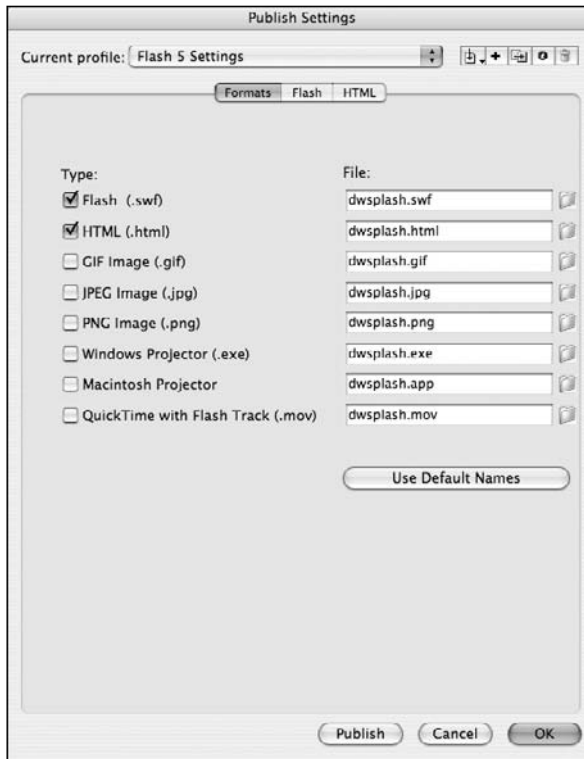 Publish Settings
Current profile: Flash 5 Settings
Formats Flash HTML
Type: File:
Flash (.swf) dwsplash.swf
HTML (.html) dwsplash.html
GIF Image (.gif) dwsplash.gif
JPEG Image (.jpg) dwsplash.jpg
PNG Image (.png) dwsplash.png
Windows Projector (.exe) dwsplash.exe
Macintosh Projector dwsplash.app
QuickTime with Flash Track (.mov) dwsplash.mov
Use Default Names
Publish Cancel OK